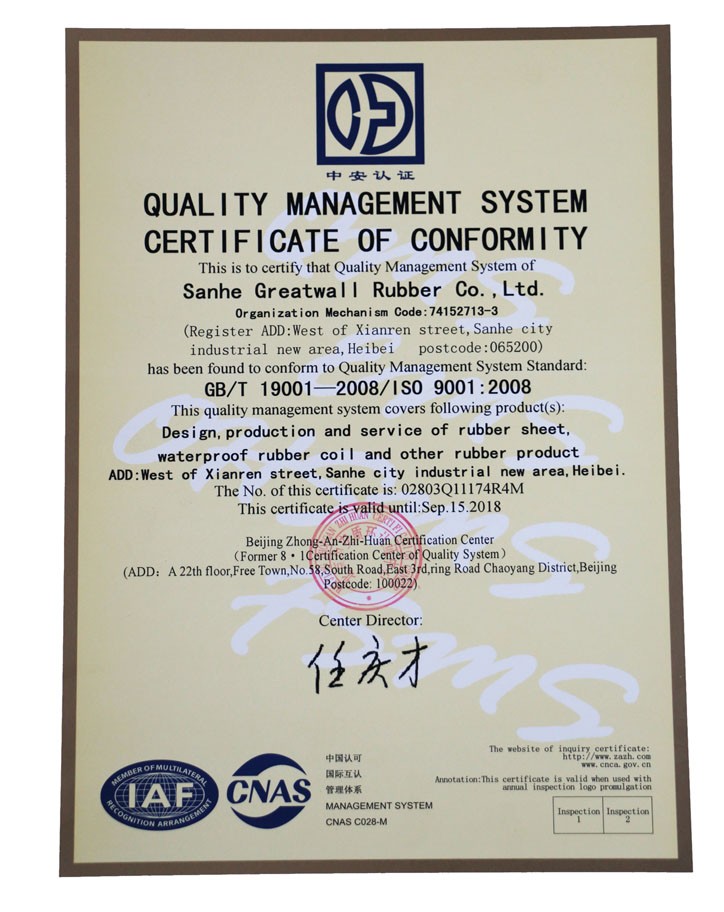 中安认证
QUALITY MANAGEMENT SYSTEM
CERTIFICATE OF CONFORMITY
This is to certify that Quality Management System of
Sanhe Greatwall Rubber Co.,Ltd.
Organization Mechanism Code:74152713-3
(Register ADD:West of Xianren street,Sanhe city
industrial new area,Heibei postcode:065200)
has been found to conform to Quality Management System Standard:
GB/T 19001—2008/ISO 9001:2008
This quality management system covers following product(s):
Design,production and service of rubber sheet,
waterproof rubber coil and other rubber product
ADD:West of Xianren street,Sanhe city industrial new area,Heibei.
The No. of this certificate is: 02803Q11174R4M
This certificate is valid until:Sep.15.2018
Beijing Zhong-An-Zhi-Huan Certification Center
(Former 8·1Certification Center of Quality System)
(ADD: A 22th floor,Free Town,No.58,South Road,East 3rd,ring Road Chaoyang District,Beijing
Postcode: 100022)
Center Director:
任庆才
The website of inquiry certificate:
http://www.zazh.com
www.cnca.gov.cn
Annotation:This certificate is valid when used with
annual inspection logo promulgation
Inspection 1
Inspection 2
MEMBER OF MULTILATERAL
IAF
RECOGNITION ARRANGEMENT
CNAS
中国认可
国际互认
管理体系
MANAGEMENT SYSTEM
CNAS C028-M